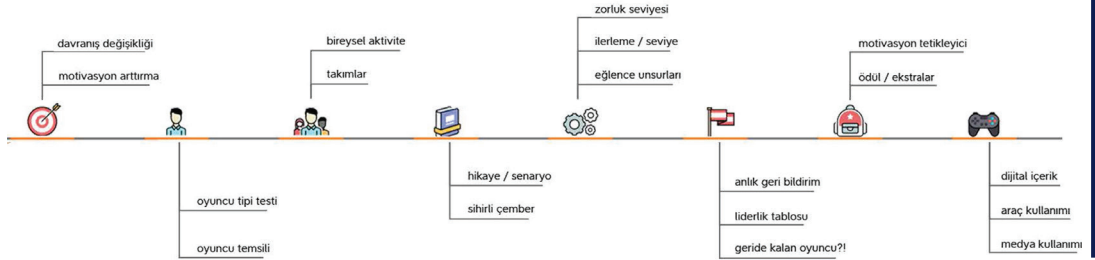 davranış değişikliği
motivasyon arttırma
oyuncu tipi testi
oyuncu temsili
bireysel aktivite
takımlar
hikaye / senaryo
sihirli çember
zorluk seviyesi
ilerleme / seviye
eğlence unsurları
anlık geri bildirim
liderlik tablosu
geride kalan oyuncu?!
motivasyon tetikleyici
ödül / ekstralar
dijital içerik
araç kullanımı
medya kullanımı